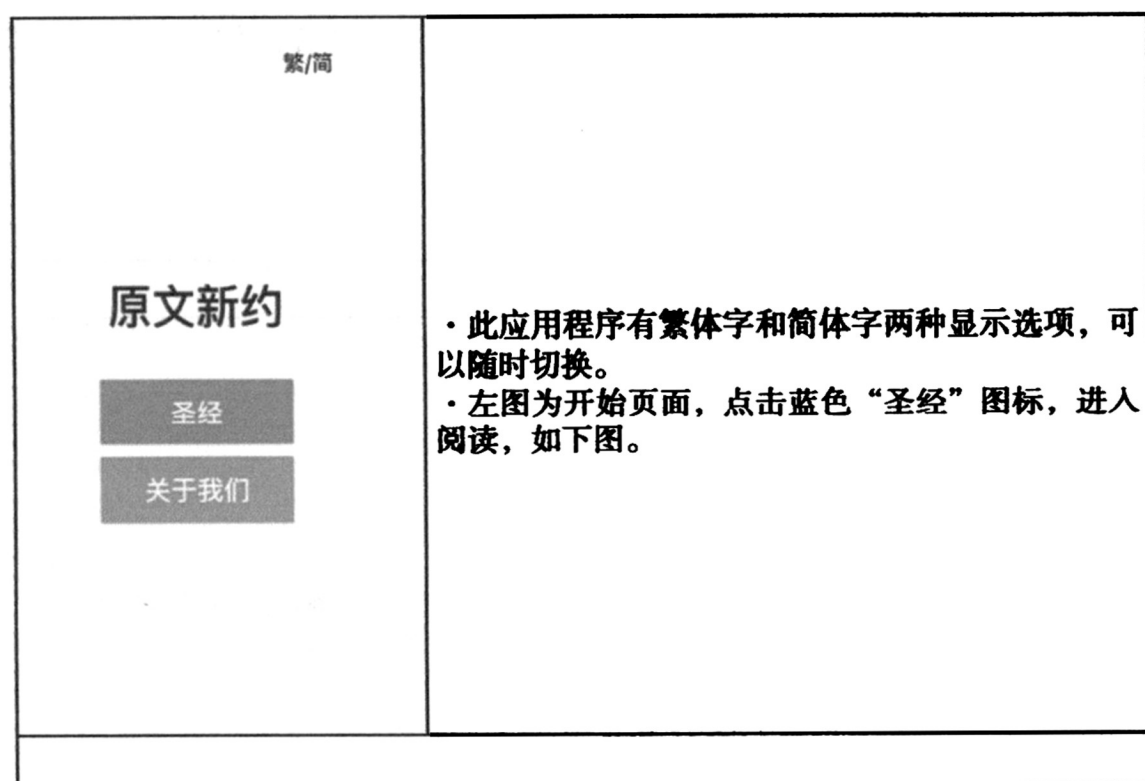 繁/简
原文新约
圣经
关于我们
·此应用程序有繁体字和简体字两种显示选项，可
以随时切换。
·左图为开始页面，点击蓝色“圣经”图标，进入
阅读，如下图。